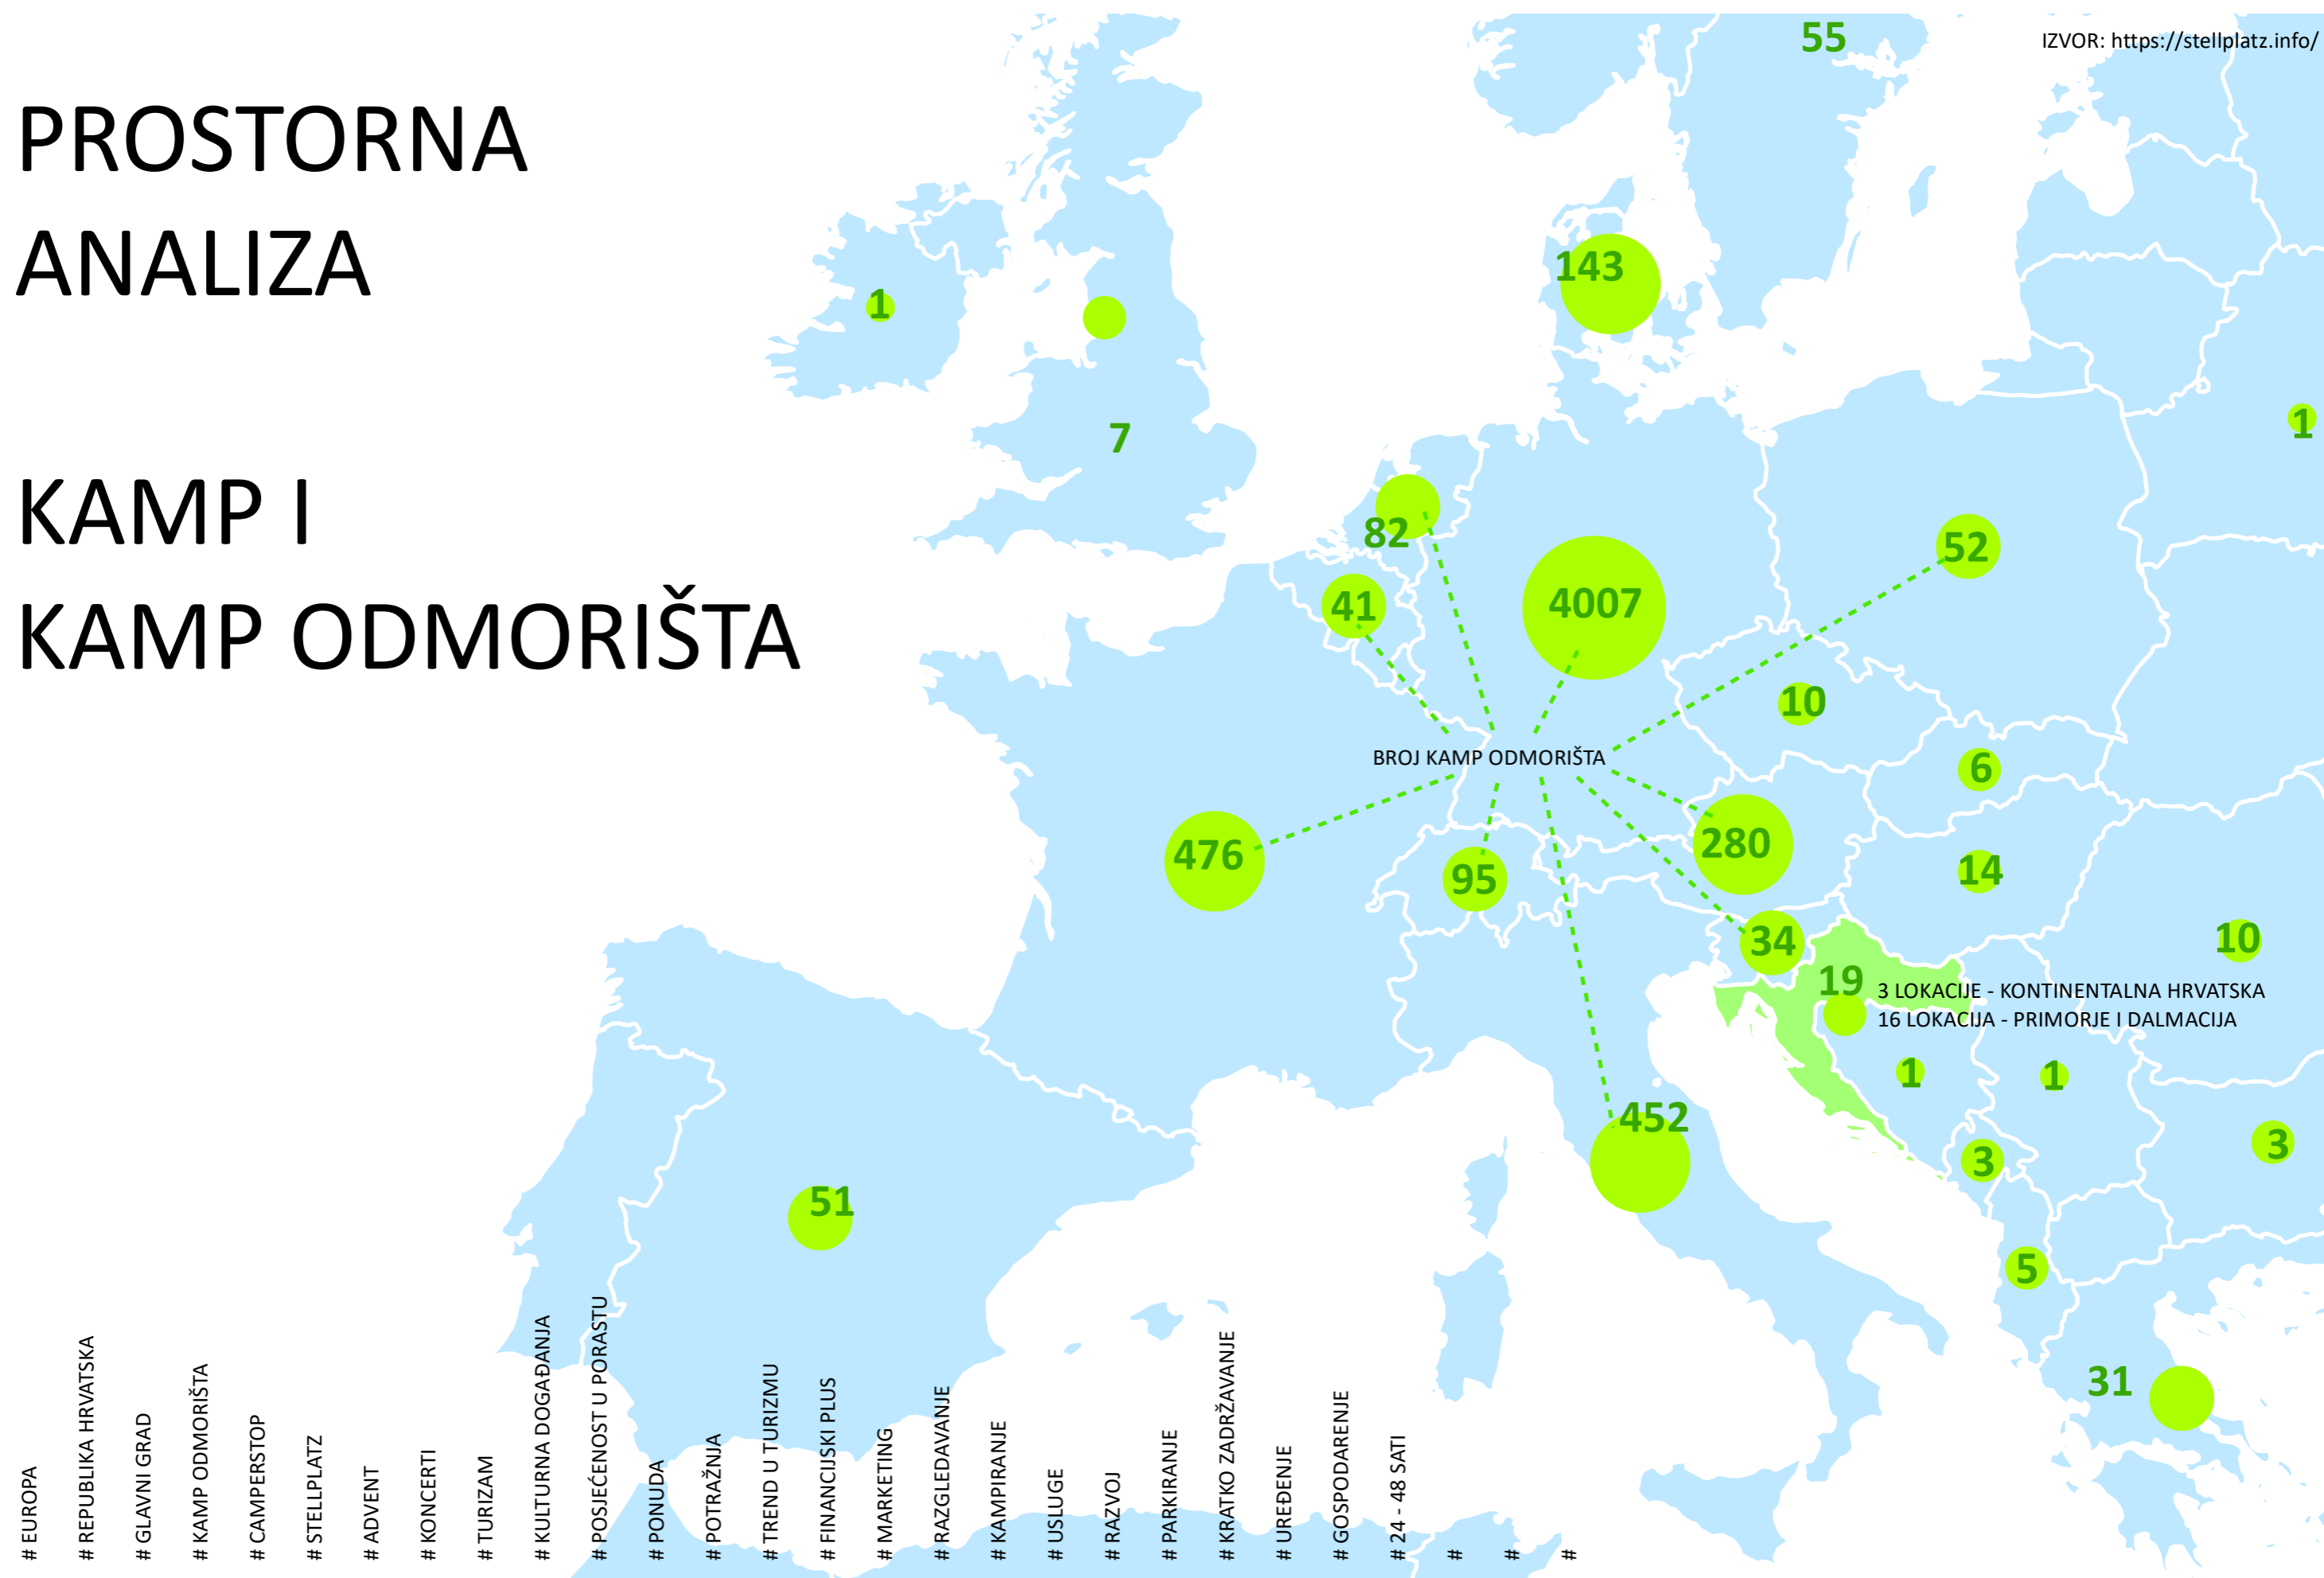 PROSTORNA
ANALIZA
KAMP I
KAMP ODMORIŠTA
IZVOR: https://stellplatz.info/
55
143
1
7
1
82
52
41
4007
10
BROJ KAMP ODMORIŠTA
6
476
95
280
14
34
10
19
3 LOKACIJE - KONTINENTALNA HRVATSKA
16 LOKACIJA - PRIMORJE I DALMACIJA
1
1
452
3
3
51
5
31
# EUROPA
# REPUBLIKA HRVATSKA
# GLAVNI GRAD
# KAMP ODMORIŠTA
# CAMPERSTOP
# STELLPLATZ
# ADVENT
# KONCERTI
# TURIZAM
# KULTURNA DOGAĐANJA
# POSJEĆENOST U PORASTU
# PONUDA
# POTRAŽNJA
# TREND U TURIZMU
# FINANCIJSKI PLUS
# MARKETING
# RAZGLEDAVANJE
# KAMPIRANJE
# USLUGE
# RAZVOJ
# PARKIRANJE
# KRATKO ZADRŽAVANJE
# UREĐENJE
# GOSPODARENJE
# 24 - 48 SATI
#
#
#